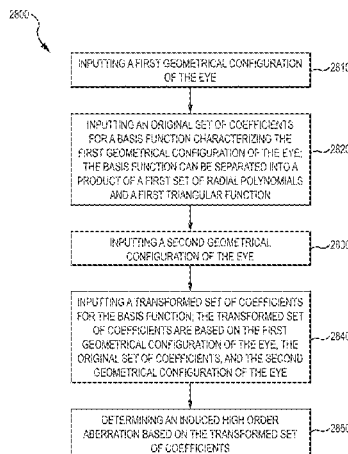 2800
INPUTTING A FIRST GEOMETRICAL CONFIGURATION
OF THE EYE
2810
INPUTTING AN ORIGINAL SET OF COEFFICIENTS
FOR A BASIS FUNCTION CHARACTERIZING THE
FIRST GEOMETRICAL CONFIGURATION OF THE EYE;
THE BASIS FUNCTION CAN BE SEPARATED INTO A
PRODUCT OF A FIRST SET OF RADIAL POLYNOMIALS
AND A FIRST TRIANGULAR FUNCTION
2820
INPUTTING A SECOND GEOMETRICAL
CONFIGURATION OF THE EYE
2830
INPUTTING A TRANSFORMED SET OF COEFFICIENTS
FOR THE BASIS FUNCTION; THE TRANSFORMED SET
OF COEFFICIENTS ARE BASED ON THE FIRST
GEOMETRICAL CONFIGURATION OF THE EYE, THE
ORIGINAL SET OF COEFFICIENTS, AND THE SECOND
GEOMETRICAL CONFIGURATION OF THE EYE
2840
DETERMINING AN INDUCED HIGH ORDER
ABERRATION BASED ON THE TRANSFORMED SET
OF COEFFICIENTS
2850